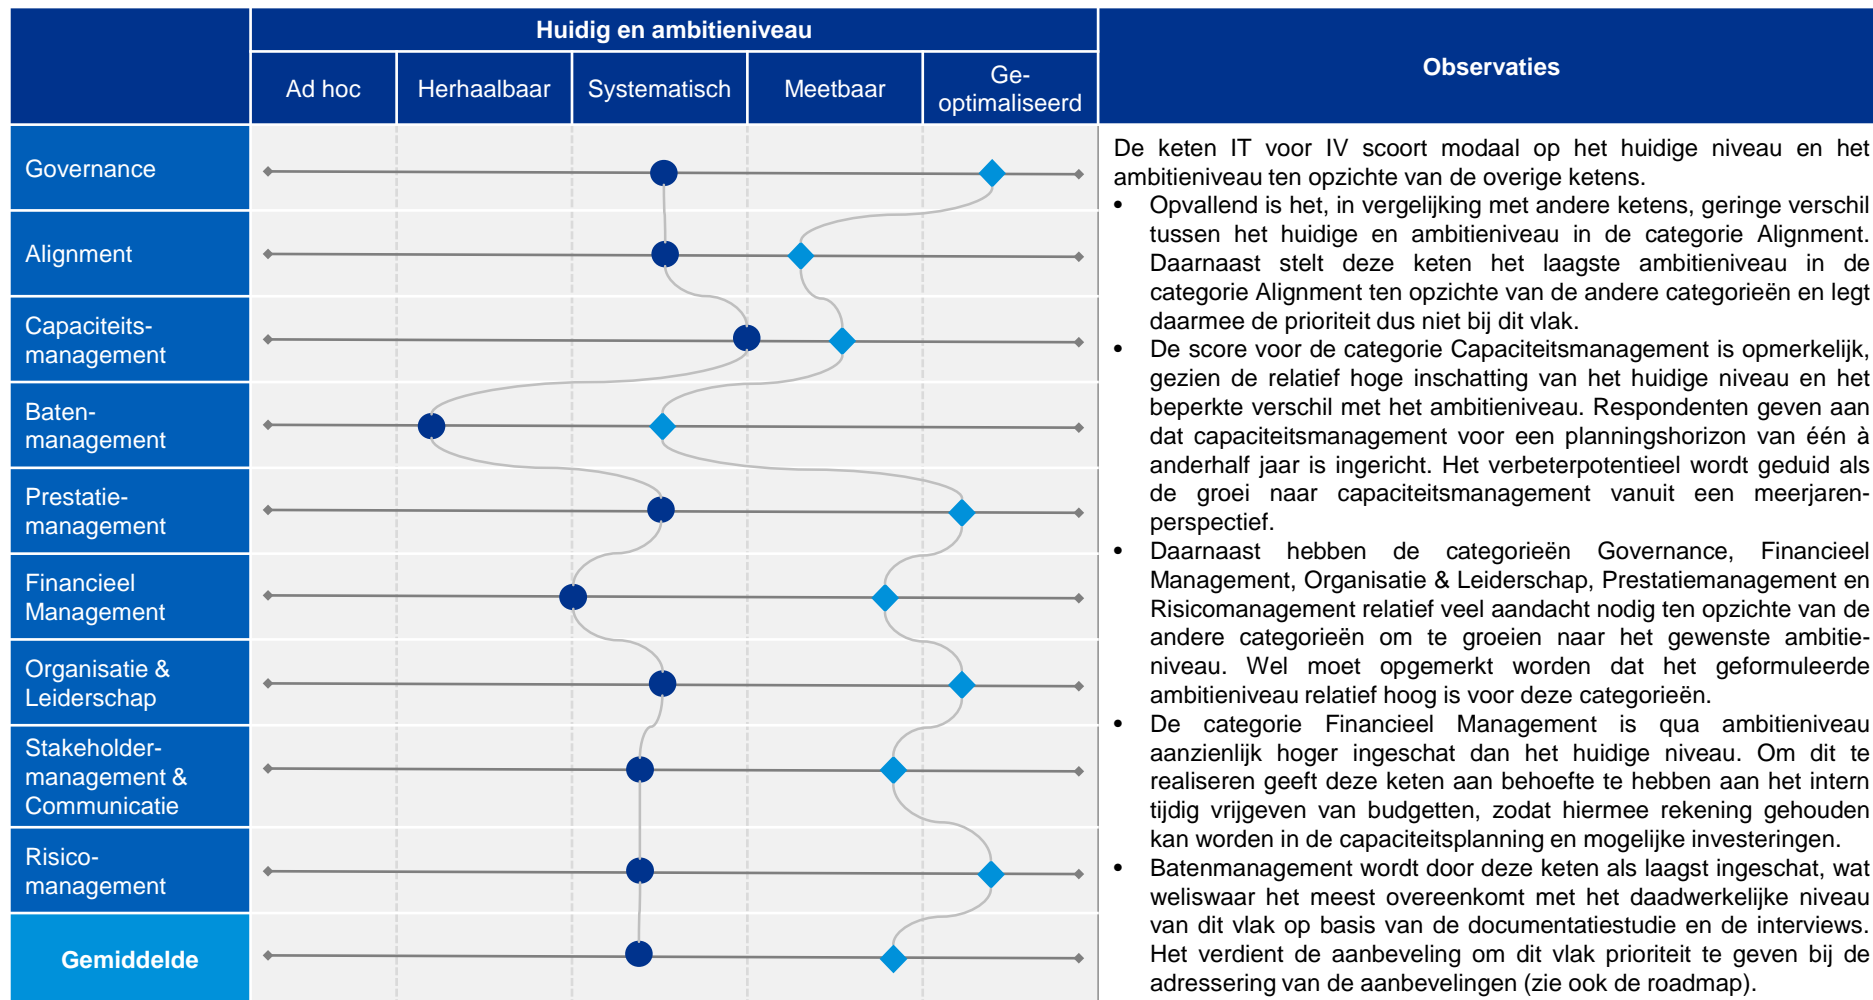 Huidig en ambitieniveau
Observaties
Ad hoc
Herhaalbaar
Systematisch
Meetbaar
Ge-
optimaliseerd
Governance
Alignment
Capaciteits-
management
Baten-
management
Prestatie-
management
Financieel
Management
Organisatie &
Leiderschap
Stakeholder-
management &
Communicatie
Risico-
management
Gemiddelde
De keten IT voor IV scoort modaal op het huidige niveau en het
ambitieniveau ten opzichte van de overige ketens.
• Opvallend is het, in vergelijking met andere ketens, geringe verschil
tussen het huidige en ambitieniveau in de categorie Alignment.
Daarnaast stelt deze keten het laagste ambitieniveau in de
categorie Alignment ten opzichte van de andere categorieën en legt
daarmee de prioriteit dus niet bij dit vlak.
• De score voor de categorie Capaciteitsmanagement is opmerkelijk,
gezien de relatief hoge inschatting van het huidige niveau en het
beperkte verschil met het ambitieniveau. Respondenten geven aan
dat capaciteitsmanagement voor een planningshorizon van één à
anderhalf jaar is ingericht. Het verbeterpotentieel wordt geduid als
de groei naar capaciteitsmanagement vanuit een meerjaren-
perspectief.
• Daarnaast hebben de categorieën Governance, Financieel
Management, Organisatie & Leiderschap, Prestatiemanagement en
Risicomanagement relatief veel aandacht nodig ten opzichte van de
andere categorieën om te groeien naar het gewenste ambitie-
niveau. Wel moet opgemerkt worden dat het geformuleerde
ambitieniveau relatief hoog is voor deze categorieën.
• De categorie Financieel Management is qua ambitieniveau
aanzienlijk hoger ingeschat dan het huidige niveau. Om dit te
realiseren geeft deze keten aan behoefte te hebben aan het intern
tijdig vrijgeven van budgetten, zodat hiermee rekening gehouden
kan worden in de capaciteitsplanning en mogelijke investeringen.
• Batenmanagement wordt door deze keten als laagst ingeschat, wat
weliswaar het meest overeenkomt met het daadwerkelijke niveau
van dit vlak op basis van de documentatiestudie en de interviews.
Het verdient de aanbeveling om dit vlak prioriteit te geven bij de
adressering van de aanbevelingen (zie ook de roadmap).